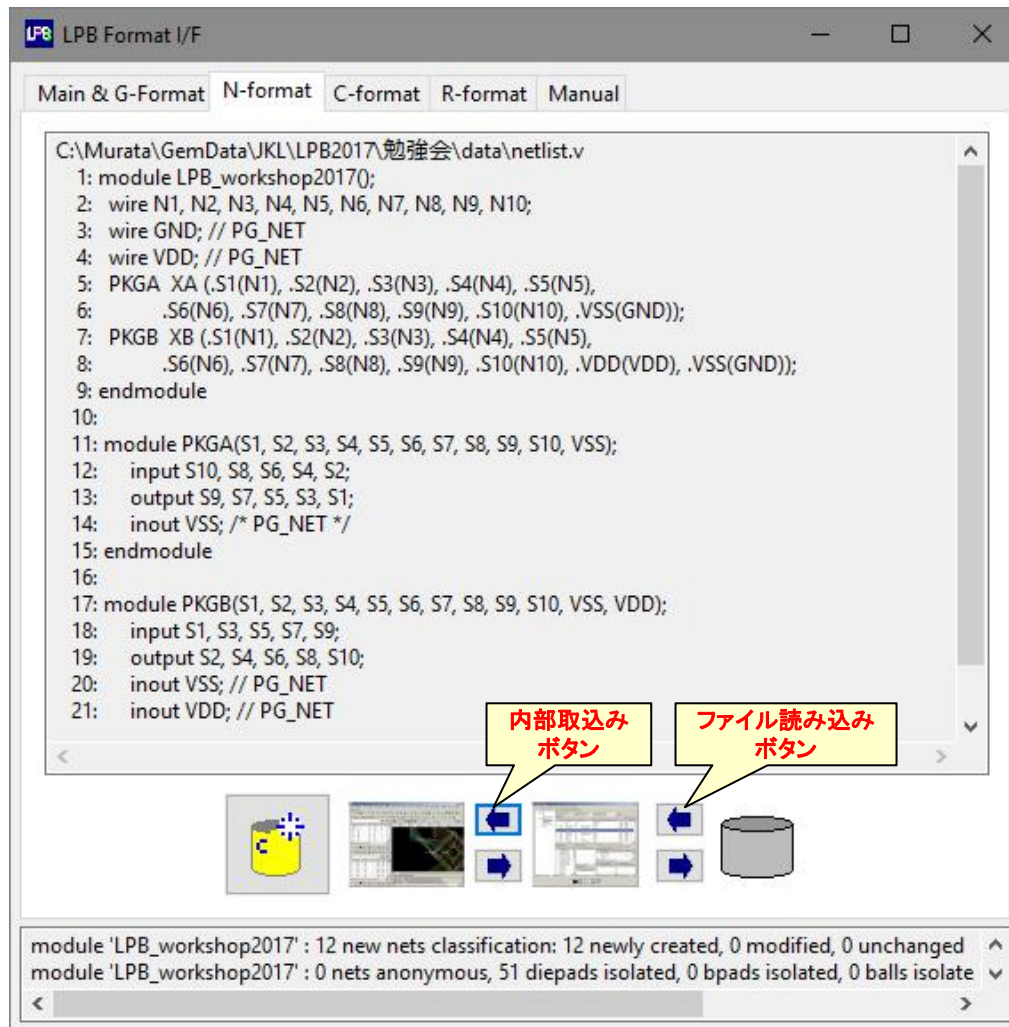 LPB LPB Format I/F
Main & G-Format N-format C-format R-format Manual
C:\Murata\GemData\JKL\LPB2017\勉強会\data\netlist.v
1: module LPB_workshop2017();
2: wire N1, N2, N3, N4, N5, N6, N7, N8, N9, N10;
3: wire GND; // PG_NET
4: wire VDD; // PG_NET
5: PKGA XA (.S1(N1), .S2(N2), .S3(N3), .S4(N4), .S5(N5),
6: .S6(N6), .S7(N7), .S8(N8), .S9(N9), .S10(N10), .VSS(GND));
7: PKGB XB (.S1(N1), .S2(N2), .S3(N3), .S4(N4), .S5(N5),
8: .S6(N6), .S7(N7), .S8(N8), .S9(N9), .S10(N10), .VDD(VDD), .VSS(GND));
9: endmodule
10:
11: module PKGA(S1, S2, S3, S4, S5, S6, S7, S8, S9, S10, VSS);
12: input S10, S8, S6, S4, S2;
13: output S9, S7, S5, S3, S1;
14: inout VSS; /* PG_NET */
15: endmodule
16:
17: module PKGB(S1, S2, S3, S4, S5, S6, S7, S8, S9, S10, VSS, VDD);
18: input S1, S3, S5, S7, S9;
19: output S2, S4, S6, S8, S10;
20: inout VSS; // PG_NET
21: inout VDD; // PG_NET
内部取込み
ボタン
ファイル読み込み
ボタン
C
module 'LPB_workshop2017' : 12 new nets classification: 12 newly created, 0 modified, 0 unchanged
module 'LPB_workshop2017' : 0 nets anonymous, 51 diepads isolated, 0 bpads isolated, 0 balls isolate